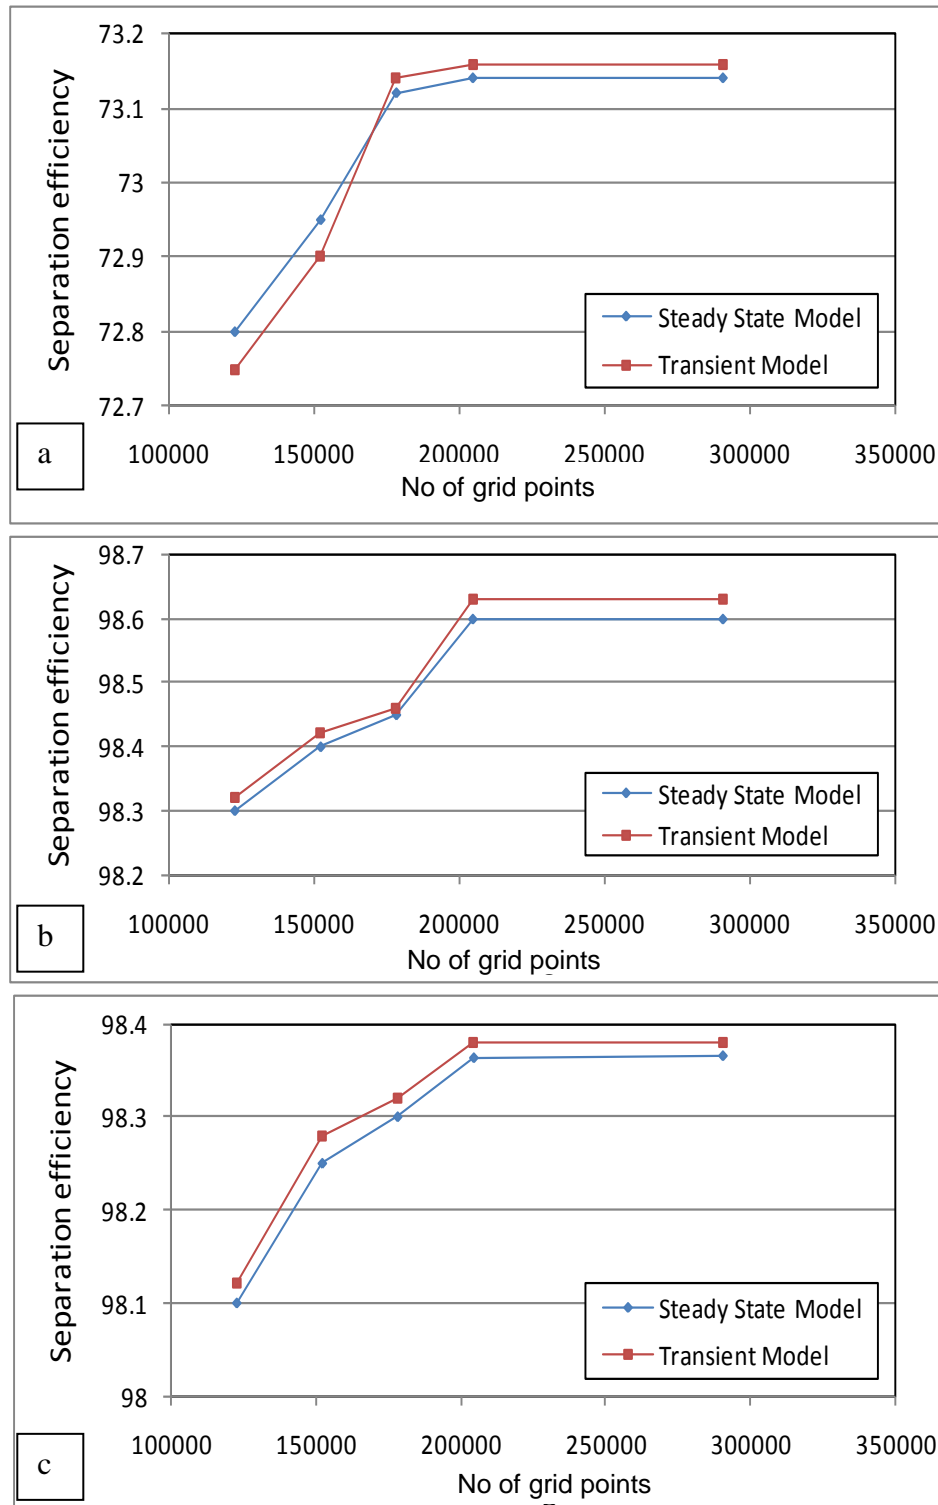 73.2
73.1
73
72.9
72.8
72.7
Separation efficiency
Steady State Model
Transient Model
100000 150000 200000 250000 300000 350000
No of grid points
a
98.7
98.6
98.5
98.4
98.3
98.2
Separation efficiency
Steady State Model
Transient Model
100000 150000 200000 250000 300000 350000
No of grid points
b
98.4
98.3
98.2
98.1
98
Separation efficiency
Steady State Model
Transient Model
100000 150000 200000 250000 300000 350000
No of grid points
c